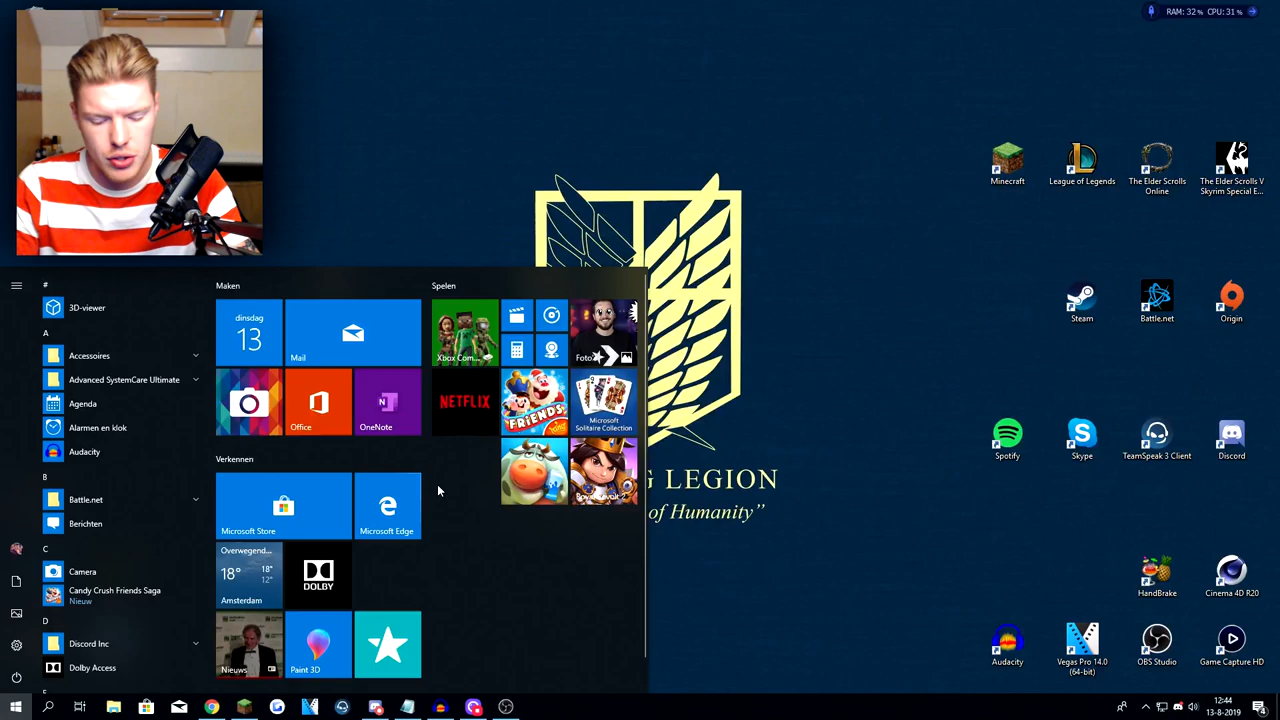 RAM: 32 % CPU: 31 %
Minecraft
League of Legends
The Elder Scrolls
Online
The Elder Scrolls V
Skyrim Special E...
Steam
Battle.net
Origin
Spotify
Skype
TeamSpeak 3 Client
Discord
HandBrake
Cinema 4D R20
Audacity
Vegas Pro 14.0
(64-bit)
OBS Studio
Game Capture HD
G LEGION
of Humanity”
#
3D-viewer
A
Accessoires
Advanced SystemCare Ultimate
Agenda
Alarmen en klok
Audacity
B
Battle.net
Berichten
C
Camera
Candy Crush Friends Saga
Nieuw
D
Discord Inc
Dolby Access
Maken
dinsdag
13
Mail
Office
OneNote
Verkennen
Microsoft Store
Microsoft Edge
Overwegend...
18° 18°
12°
Amsterdam
DOLBY
Nieuws
Paint 3D
Spelen
Xbox Com...
NETFLIX
FRIENDS
Microsoft
Solitaire Collection
12:44
13-8-2019
4